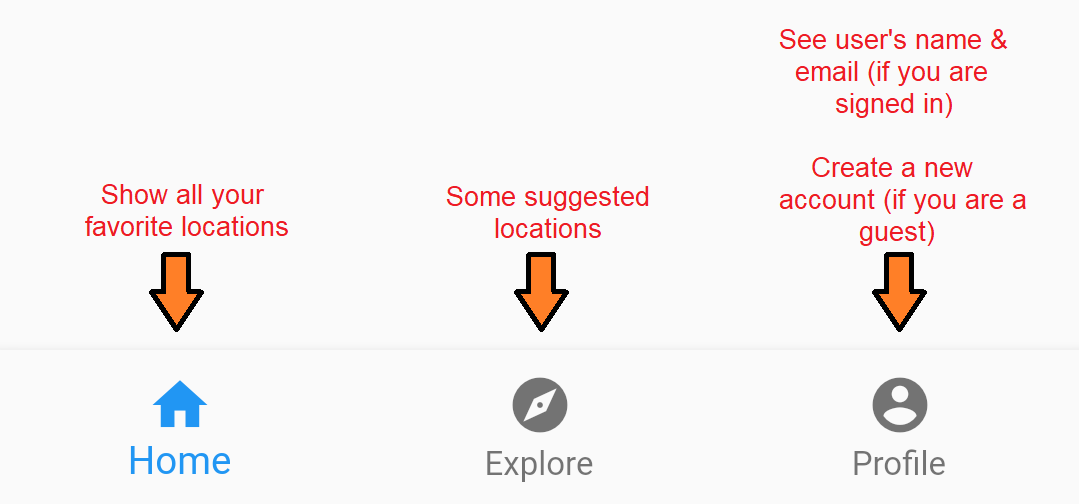 See user's name &
email (if you are
signed in)
Create a new
account (if you are a
guest)
Show all your
favorite locations
Some suggested
locations
Home
Explore
Profile